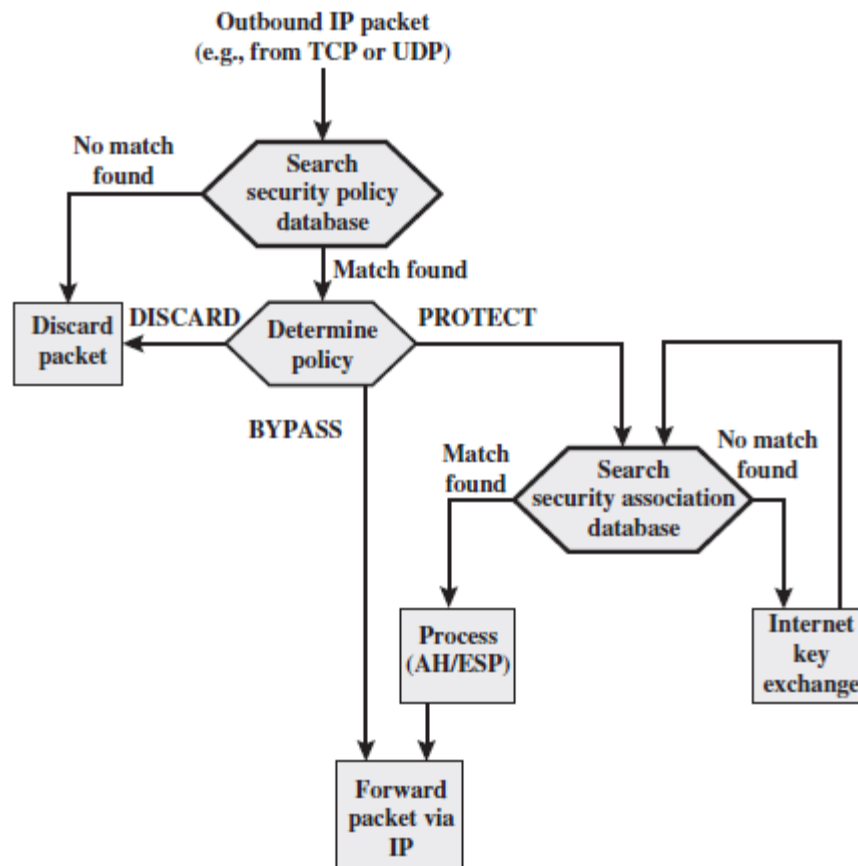 Outbound IP packet
(e.g., from TCP or UDP)
No match
found
Search
security policy
database
Match found
Discard
packet
DISCARD
Determine
policy
PROTECT
BYPASS
Match
found
Search
security association
database
No match
found
Process
(AH/ESP)
Internet
key
exchange
Forward
packet via
IP